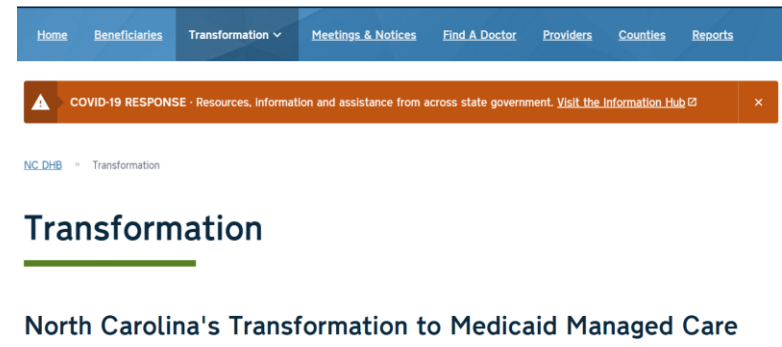 Home Beneficiaries Transformation Meetings & Notices Find A Doctor Providers Counties Reports
COVID-19 RESPONSE · Resources, information and assistance from across state government. Visit the Information Hub
NC DHB » Transformation
Transformation
North Carolina's Transformation to Medicaid Managed Care